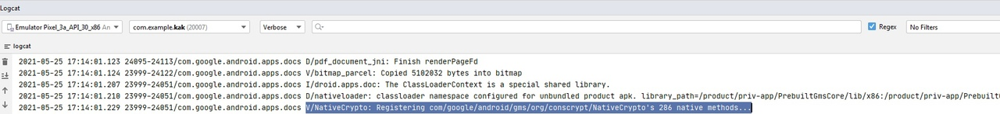 Logcat
Emulator Pixel_3a_API_30_x86 An com.example.kak (20007) Verbose Regex No Filters
logcat
2021-05-25 17:14:01.123 24095-24113/com.google.android.apps.docs D/pdf_document_jni: Finish renderPageFd
2021-05-25 17:14:01.124 23999-24122/com.google.android.apps.docs V/bitmap_parcel: Copied 5102032 bytes into bitmap
2021-05-25 17:14:01.207 23999-24051/com.google.android.apps.docs I/droid.apps.doc: The ClassLoaderContext is a special shared library.
2021-05-25 17:14:01.210 23999-24051/com.google.android.apps.docs D/nativeloader: classloader namespace configured for unbundled product apk. library_path=/product/priv-app/PrebuiltGmsCore/lib/x86:/product/priv-app/Prebuilt
2021-05-25 17:14:01.229 23999-24051/com.google.android.apps.docs V/NativeCrypto: Registering com/google/android/gms/org/conscrypt/NativeCrypto's 286 native methods...